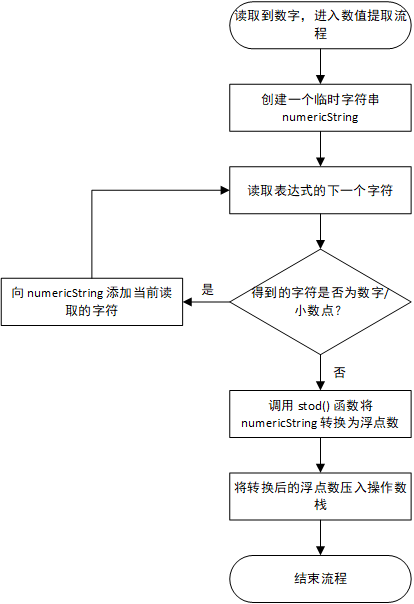 读取到数字，进入数值提取流
程
创建一个临时字符串
numericString
读取表达式的下一个字符
得到的字符是否为数字/
小数点？
是
向 numericString 添加当前读
取的字符
否
调用 stod() 函数将
numericString 转换为浮点数
将转换后的浮点数压入操作数
栈
结束流程